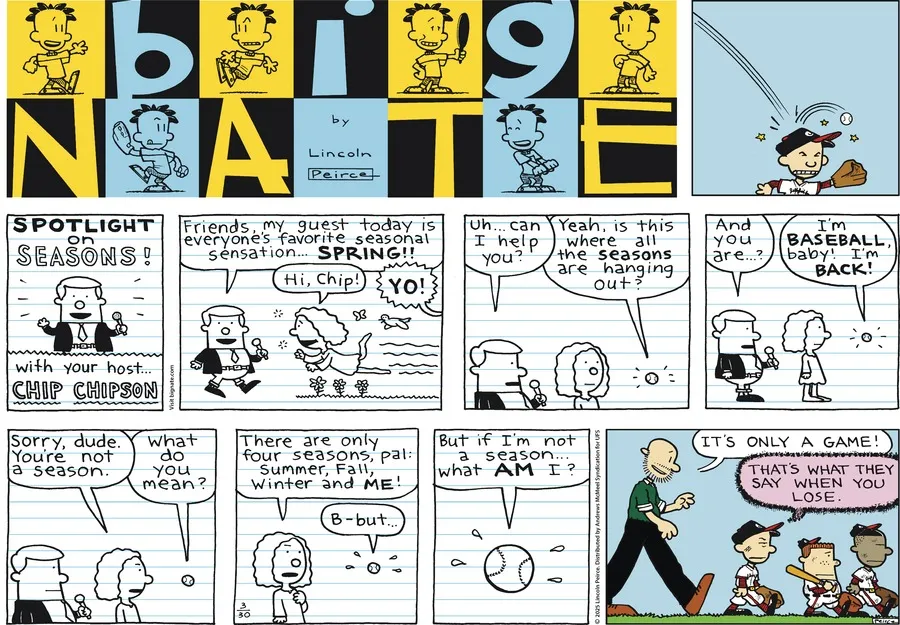 big
by
Lincoln
Peirce
NATE
SPOTLIGHT
on
SEASONS!
with your host...
CHIP CHIPSON
Visit bignate.com
Friends, my guest today is
everyone's favorite seasonal
sensation... SPRING!!
Hi, Chip!
YO!
Uh...can
I help
you?
Yeah, is this
where all
the seasons
are hanging
out?
And
you
are...?
I'm
BASEBALL,
baby! I'm
BACK!
Sorry, dude.
You're not
a season.
What
do
you
mean?
There are only
four seasons, pal:
Summer, Fall,
Winter and ME!
B-but...
3/30
But if I'm not
a season...
what AM I?
© 2025 Lincoln Peirce. Distributed by Andrews McMeel Syndication for UFS
IT'S ONLY A GAME!
THAT'S WHAT THEY
SAY WHEN YOU
LOSE.
PEIRCE